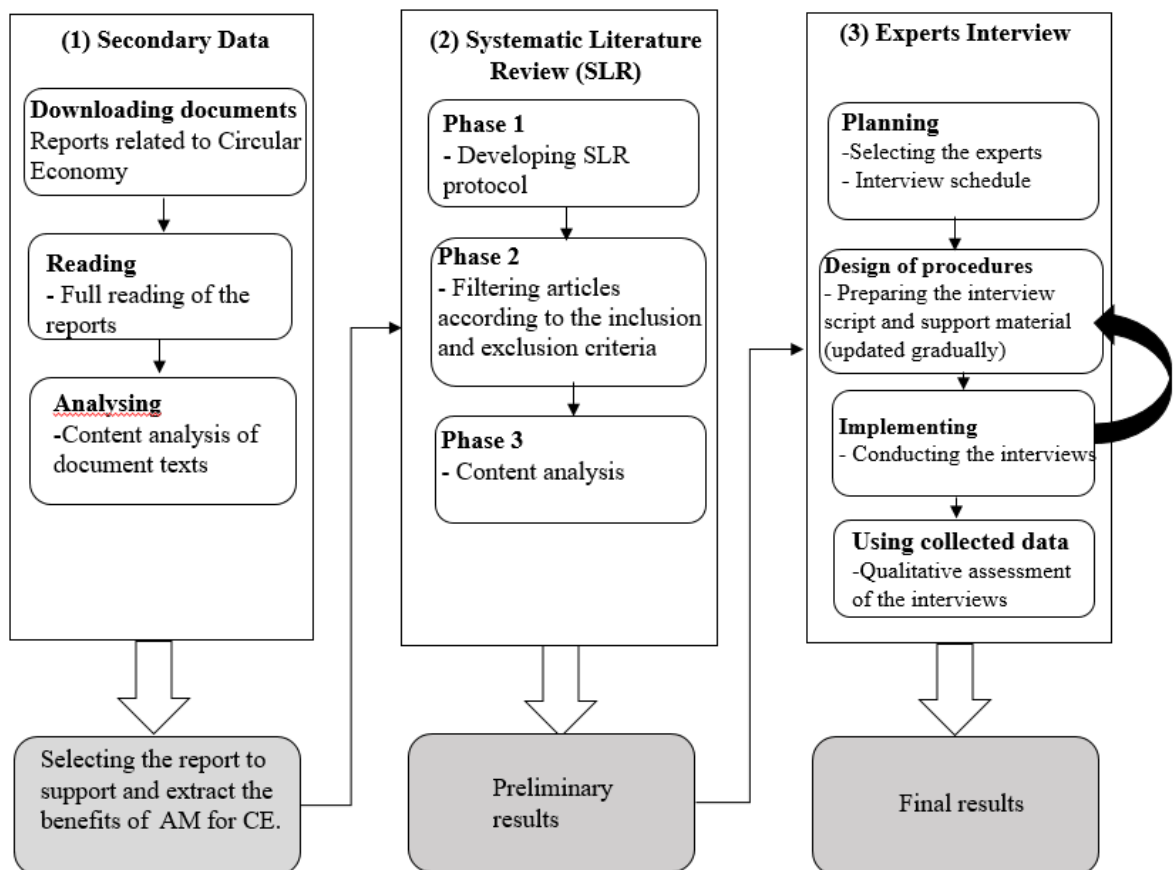 (1) Secondary Data
Downloading documents
Reports related to Circular
Economy
Reading
- Full reading of the
reports
Analysing
-Content analysis of
document texts
Selecting the report to
support and extract the
benefits of AM for CE.
(2) Systematic Literature
Review (SLR)
Phase 1
- Developing SLR
protocol
Phase 2
- Filtering articles
according to the inclusion
and exclusion criteria
Phase 3
- Content analysis
Preliminary
results
(3) Experts Interview
Planning
-Selecting the experts
- Interview schedule
Design of procedures
- Preparing the interview
script and support material
(updated gradually)
Implementing
- Conducting the interviews
Using collected data
-Qualitative assessment
of the interviews
Final results